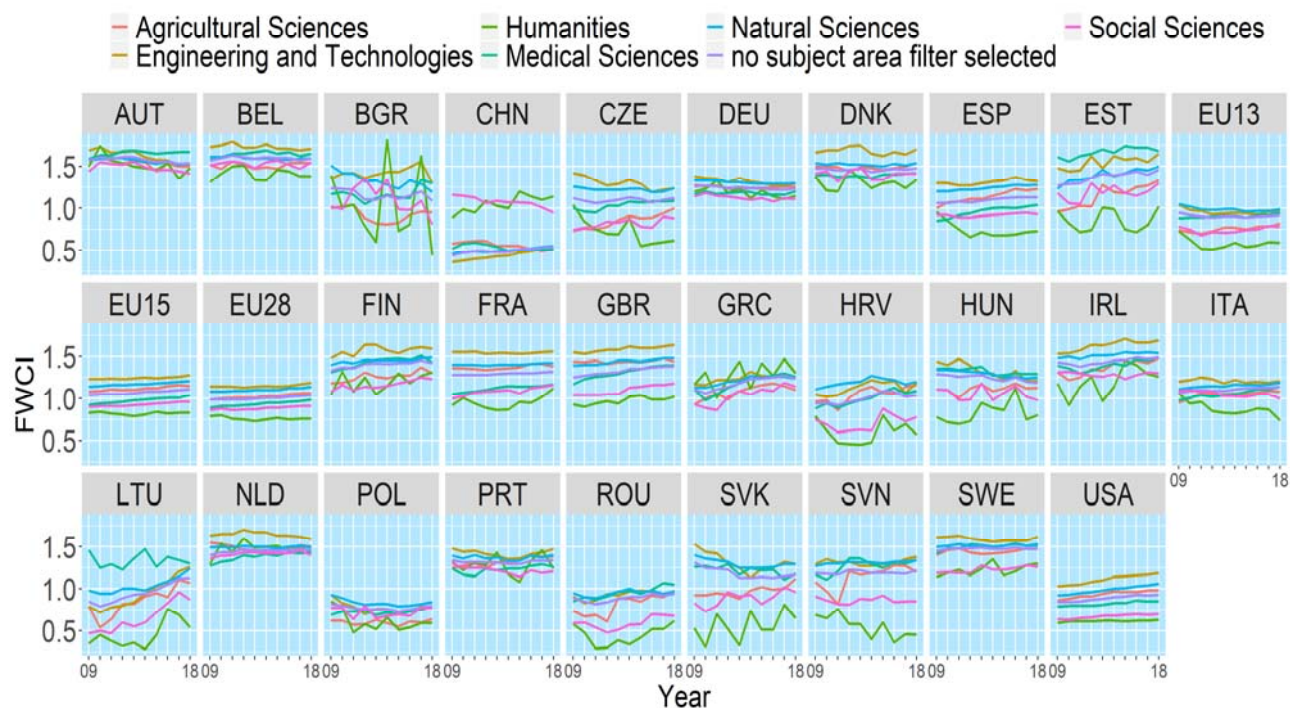 Agricultural Sciences Humanities Natural Sciences Social Sciences
Engineering and Technologies Medical Sciences no subject area filter selected
AUT BEL BGR CHN CZE DEU DNK ESP EST EU13
1.5
1.0
0.5
EU15 EU28 FIN FRA GBR GRC HRV HUN IRL ITA
1.5
1.0
0.5
FWCI
09 18
LTU NLD POL PRT ROU SVK SVN SWE USA
1.5
1.0
0.5
09 1809 1809 1809 1809 1809 1809 1809 1809 18
Year